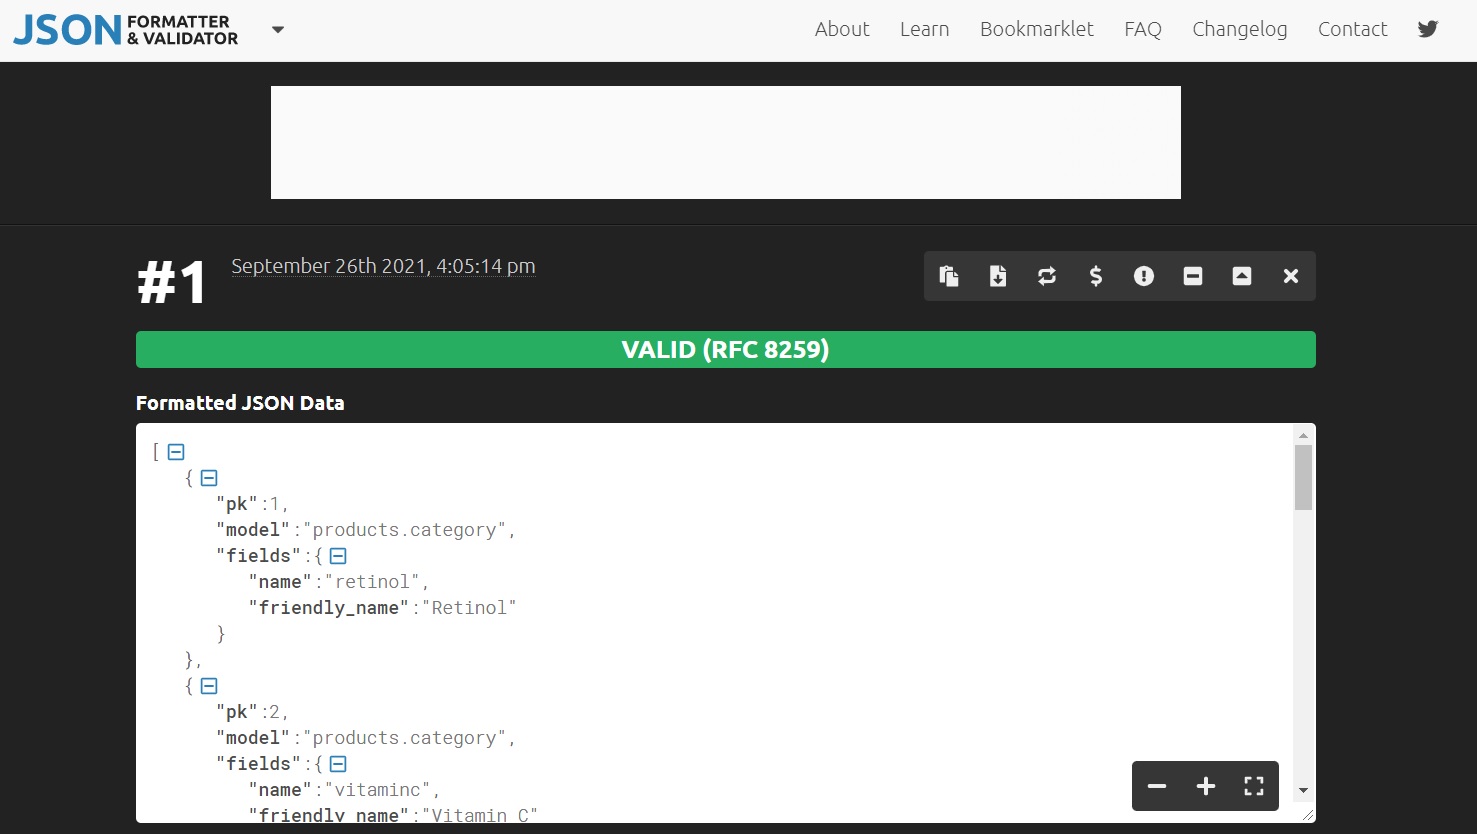 JSON FORMATTER & VALIDATOR
About Learn Bookmarklet FAQ Changelog Contact
#1 September 26th 2021, 4:05:14 pm
VALID (RFC 8259)
Formatted JSON Data
[
{
"pk":1,
"model":"products.category",
"fields":{
"name":"retinol",
"friendly_name":"Retinol"
}
},
{
"pk":2,
"model":"products.category",
"fields":{
"name":"vitaminc",
"friendly_name":"Vitamin C"